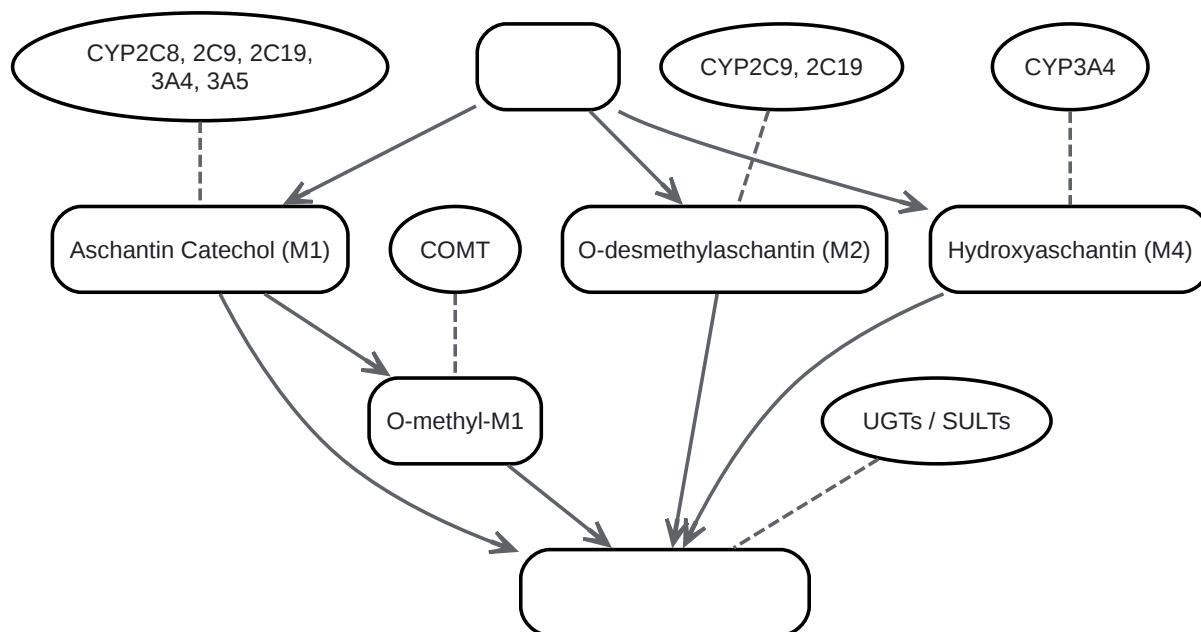 CYP2C8, 2C9, 2C19,
3A4, 3A5
CYP2C9, 2C19
CYP3A4
Aschantin Catechol (M1)
COMT
O-desmethylaschantin (M2)
Hydroxyaschantin (M4)
O-methyl-M1
UGTs / SULTs